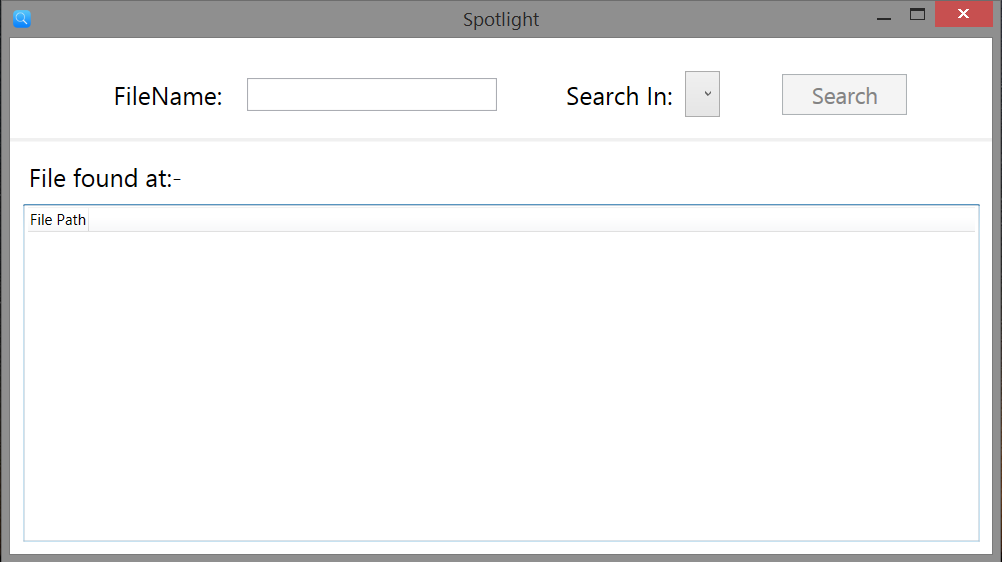 Spotlight
FileName: Search In: Search
File found at:-
File Path